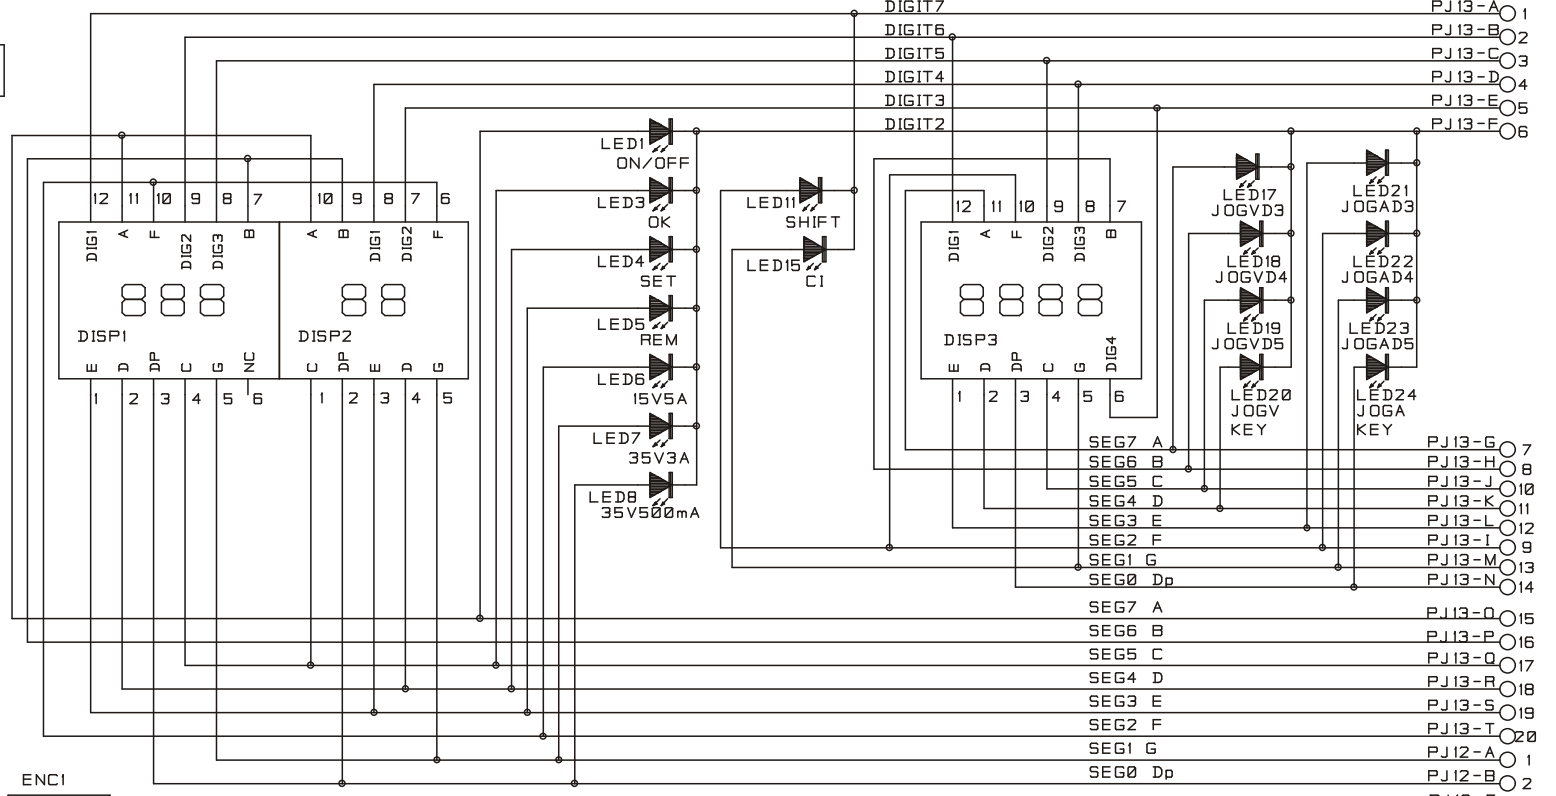 DIGIT7 PJ13-A 1
DIGIT6 PJ13-B 2
DIGIT5 PJ13-C 3
DIGIT4 PJ13-D 4
DIGIT3 PJ13-E 5
DIGIT2 PJ13-F 6
LED1
ON/OFF
LED3
OK
LED4
SET
LED5
REM
LED6
15V5A
LED7
35V3A
LED8
35V500mA
LED11
SHIFT
LED15
CI
LED17
JOGVD3
LED18
JOGVD4
LED19
JOGVD5
LED20
JOGV
KEY
LED21
JOGAD3
LED22
JOGAD4
LED23
JOGAD5
LED24
JOGA
KEY
12 11 10 9 8 7
DIG1 A F DIG2 DIG3 B
DISP1
E D DP C G NC
1 2 3 4 5 6
10 9 8 7 6
A B DIG1 DIG2 F
DISP2
C DP E D G
1 2 3 4 5
12 11 10 9 8 7
DIG1 A F DIG2 DIG3 B
DISP3
E D DP C G DIG4
1 2 3 4 5 6
SEG7 A PJ13-G 7
SEG6 B PJ13-H 8
SEG5 C PJ13-J 10
SEG4 D PJ13-K 11
SEG3 E PJ13-L 12
SEG2 F PJ13-I 9
SEG1 G PJ13-M 13
SEG0 Dp PJ13-N 14
SEG7 A PJ13-O 15
SEG6 B PJ13-P 16
SEG5 C PJ13-Q 17
SEG4 D PJ13-R 18
SEG3 E PJ13-S 19
SEG2 F PJ13-T 20
SEG1 G PJ12-A 1
SEG0 Dp PJ12-B 2
ENC1